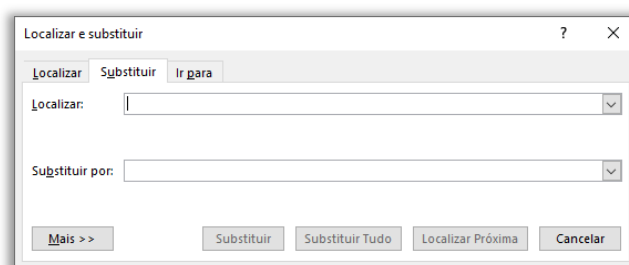 Localizar e substituir ? ×
Localizar Substituir Ir para
Localizar:
Substituir por:
Mais >> Substituir Substituir Tudo Localizar Próxima Cancelar